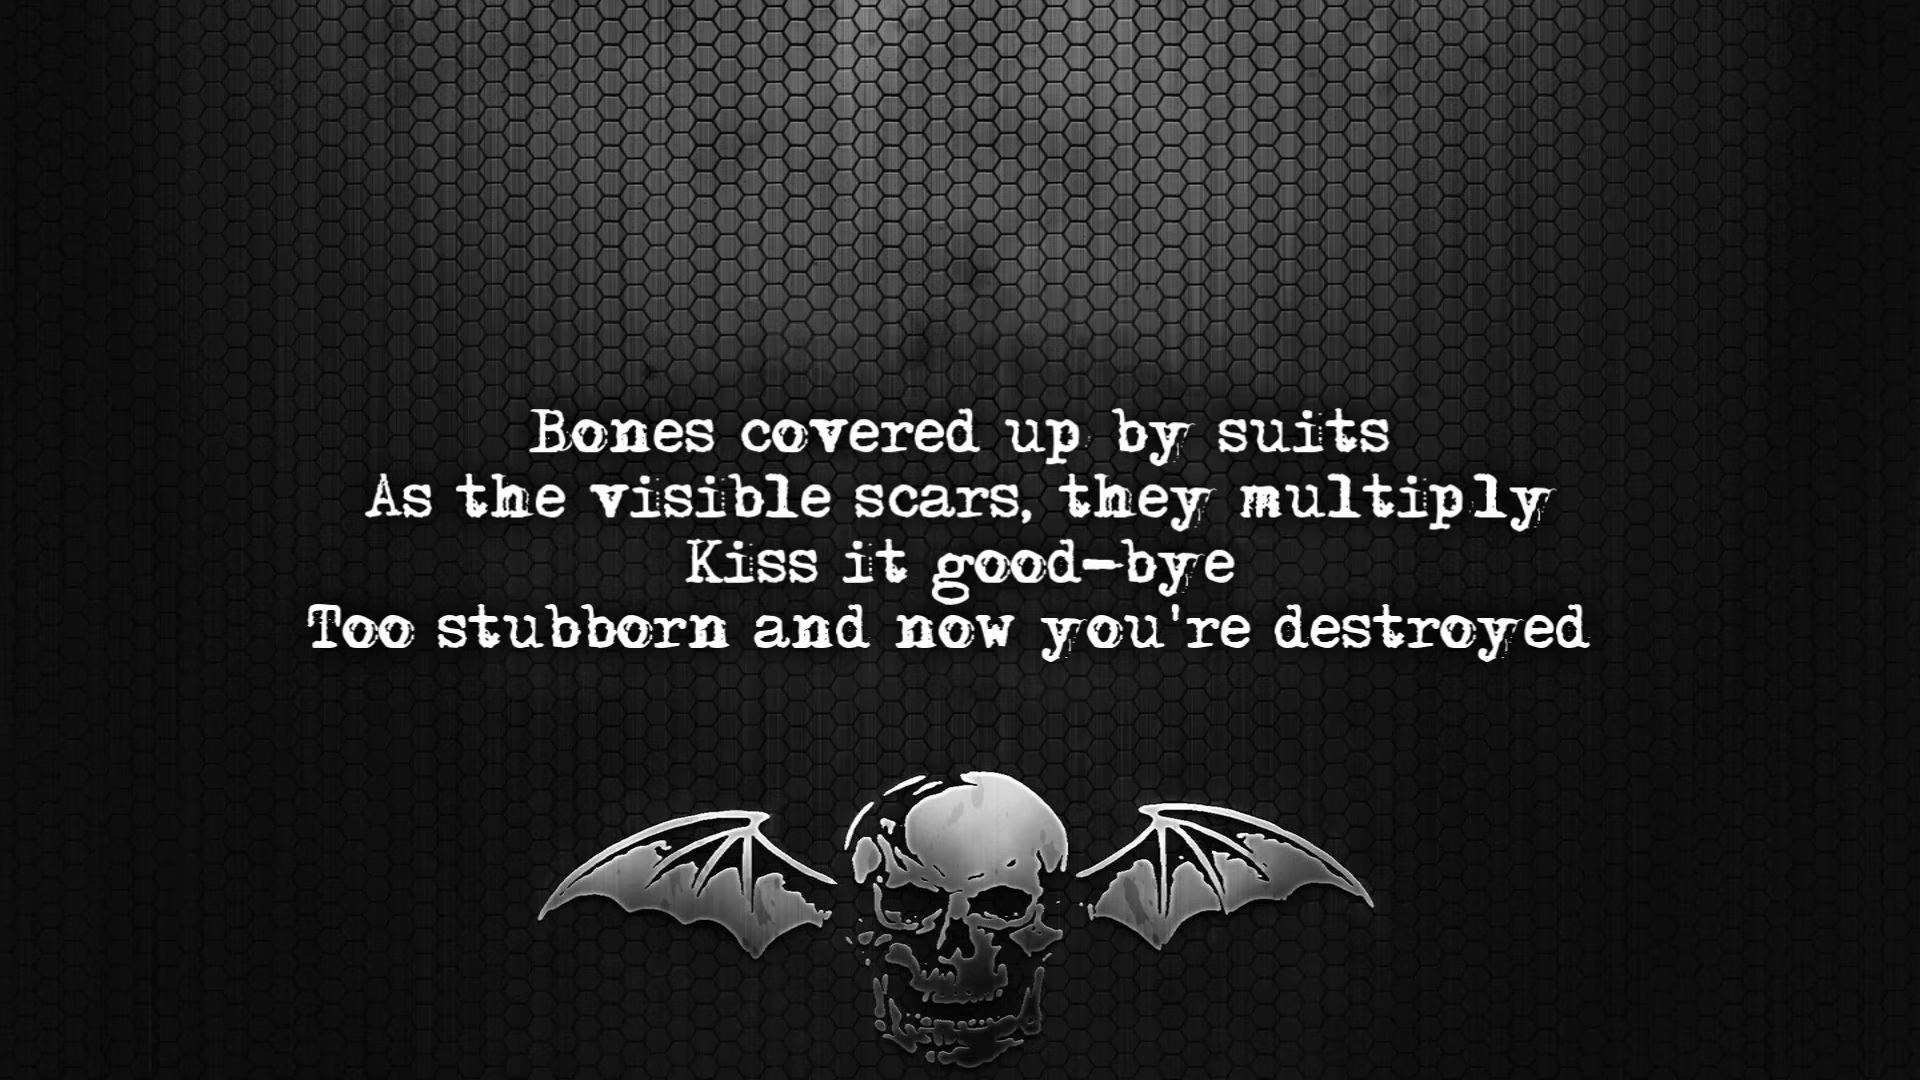 Bones covered up by suits
As the visible scars, they multiply
Kiss it good-bye
Too stubborn and now you're destroyed